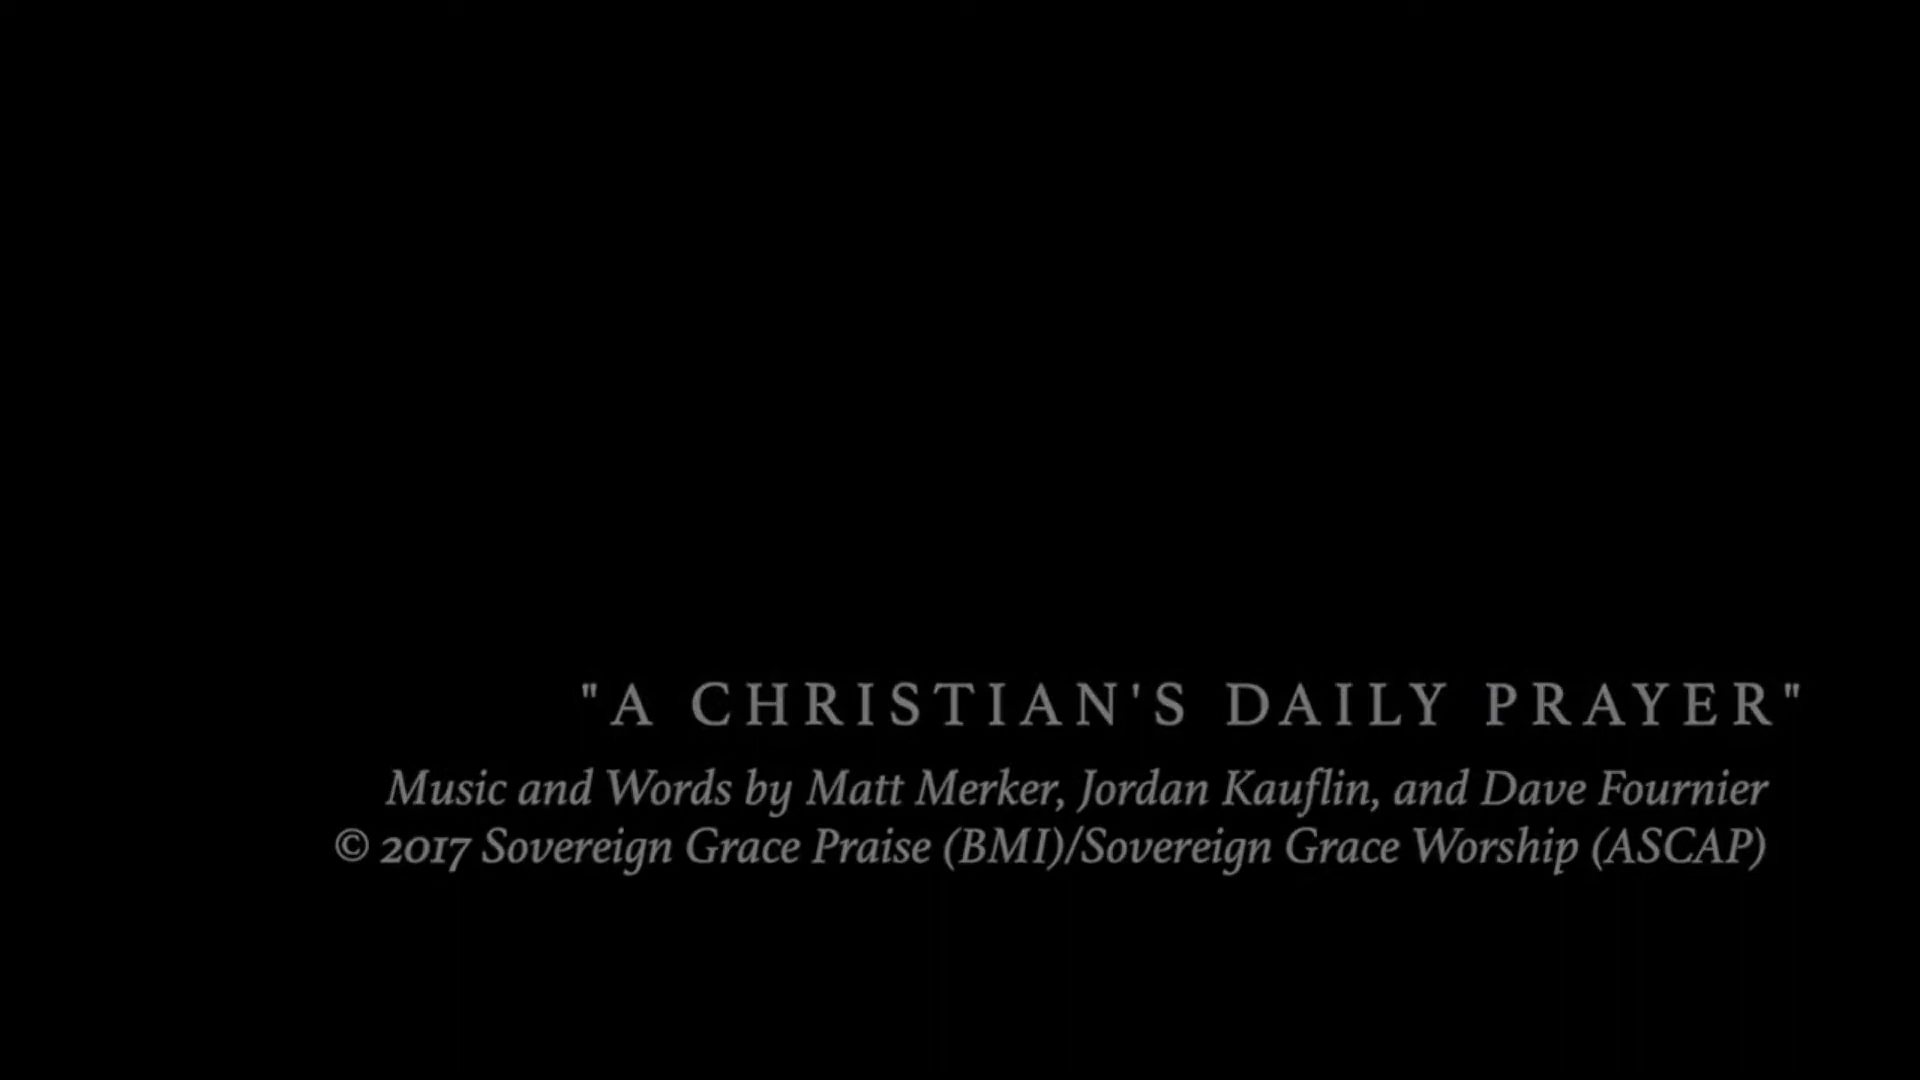 "A CHRISTIAN'S DAILY PRAYER"
Music and Words by Matt Merker, Jordan Kauflin, and Dave Fournier
© 2017 Sovereign Grace Praise (BMI)/Sovereign Grace Worship (ASCAP)